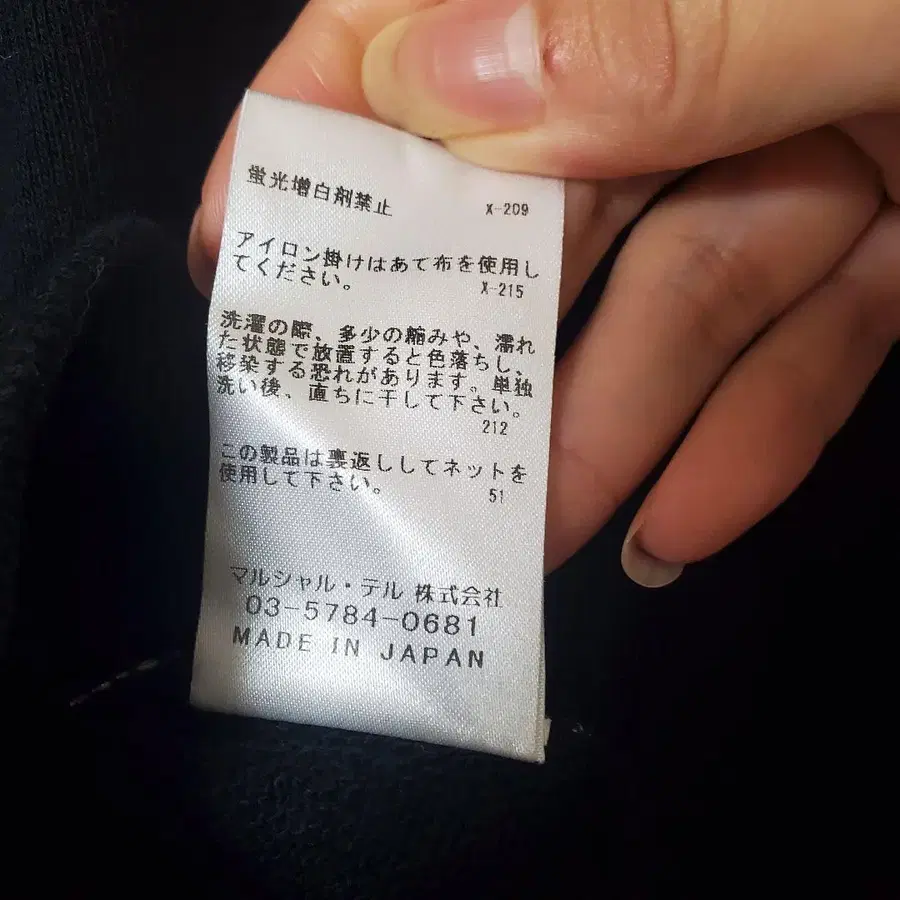 蛍光増白剤禁止 X-209
アイロン掛けはあて布を使用し
てください。 X-215
洗濯の際、多少の縮みや、濡れ
た状態で放置すると色落ちし、
移染する恐れがあります。単独
洗い後、直ちに干して下さい。
212
この製品は裏返ししてネットを
使用して下さい。 51
マルシャル・テル 株式会社
03-5784-0681
MADE IN JAPAN